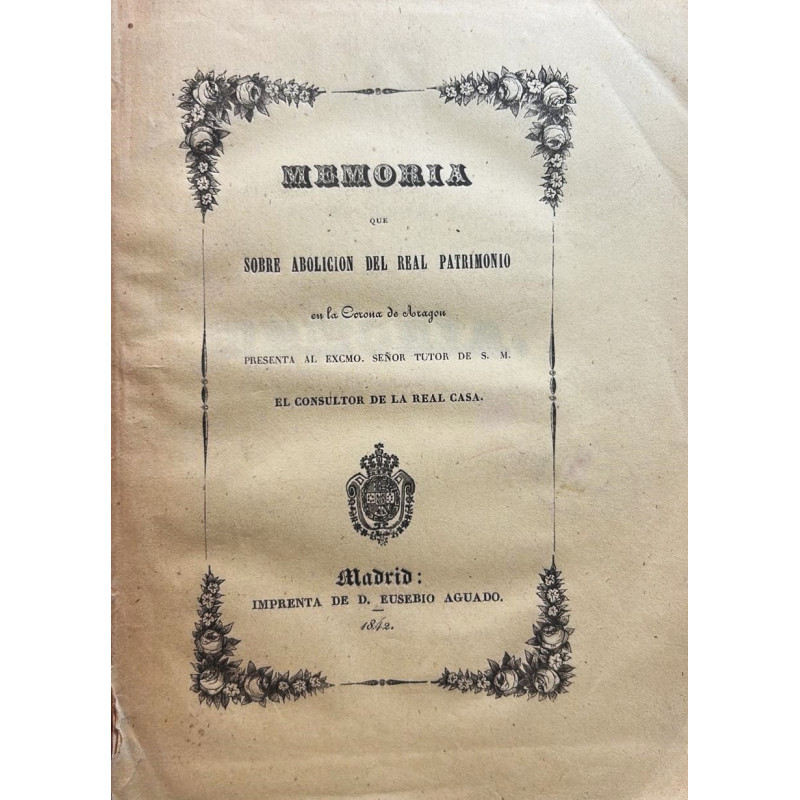 MEMORIA
QUE
SOBRE ABOLICION DEL REAL PATRIMONIO
en la Corona de Aragon
PRESENTA AL EXCMO. SEÑOR TUTOR DE S. M.
EL CONSULTOR DE LA REAL CASA.
Madrid:
IMPRENTA DE D. EUSEBIO AGUADO.
1842.